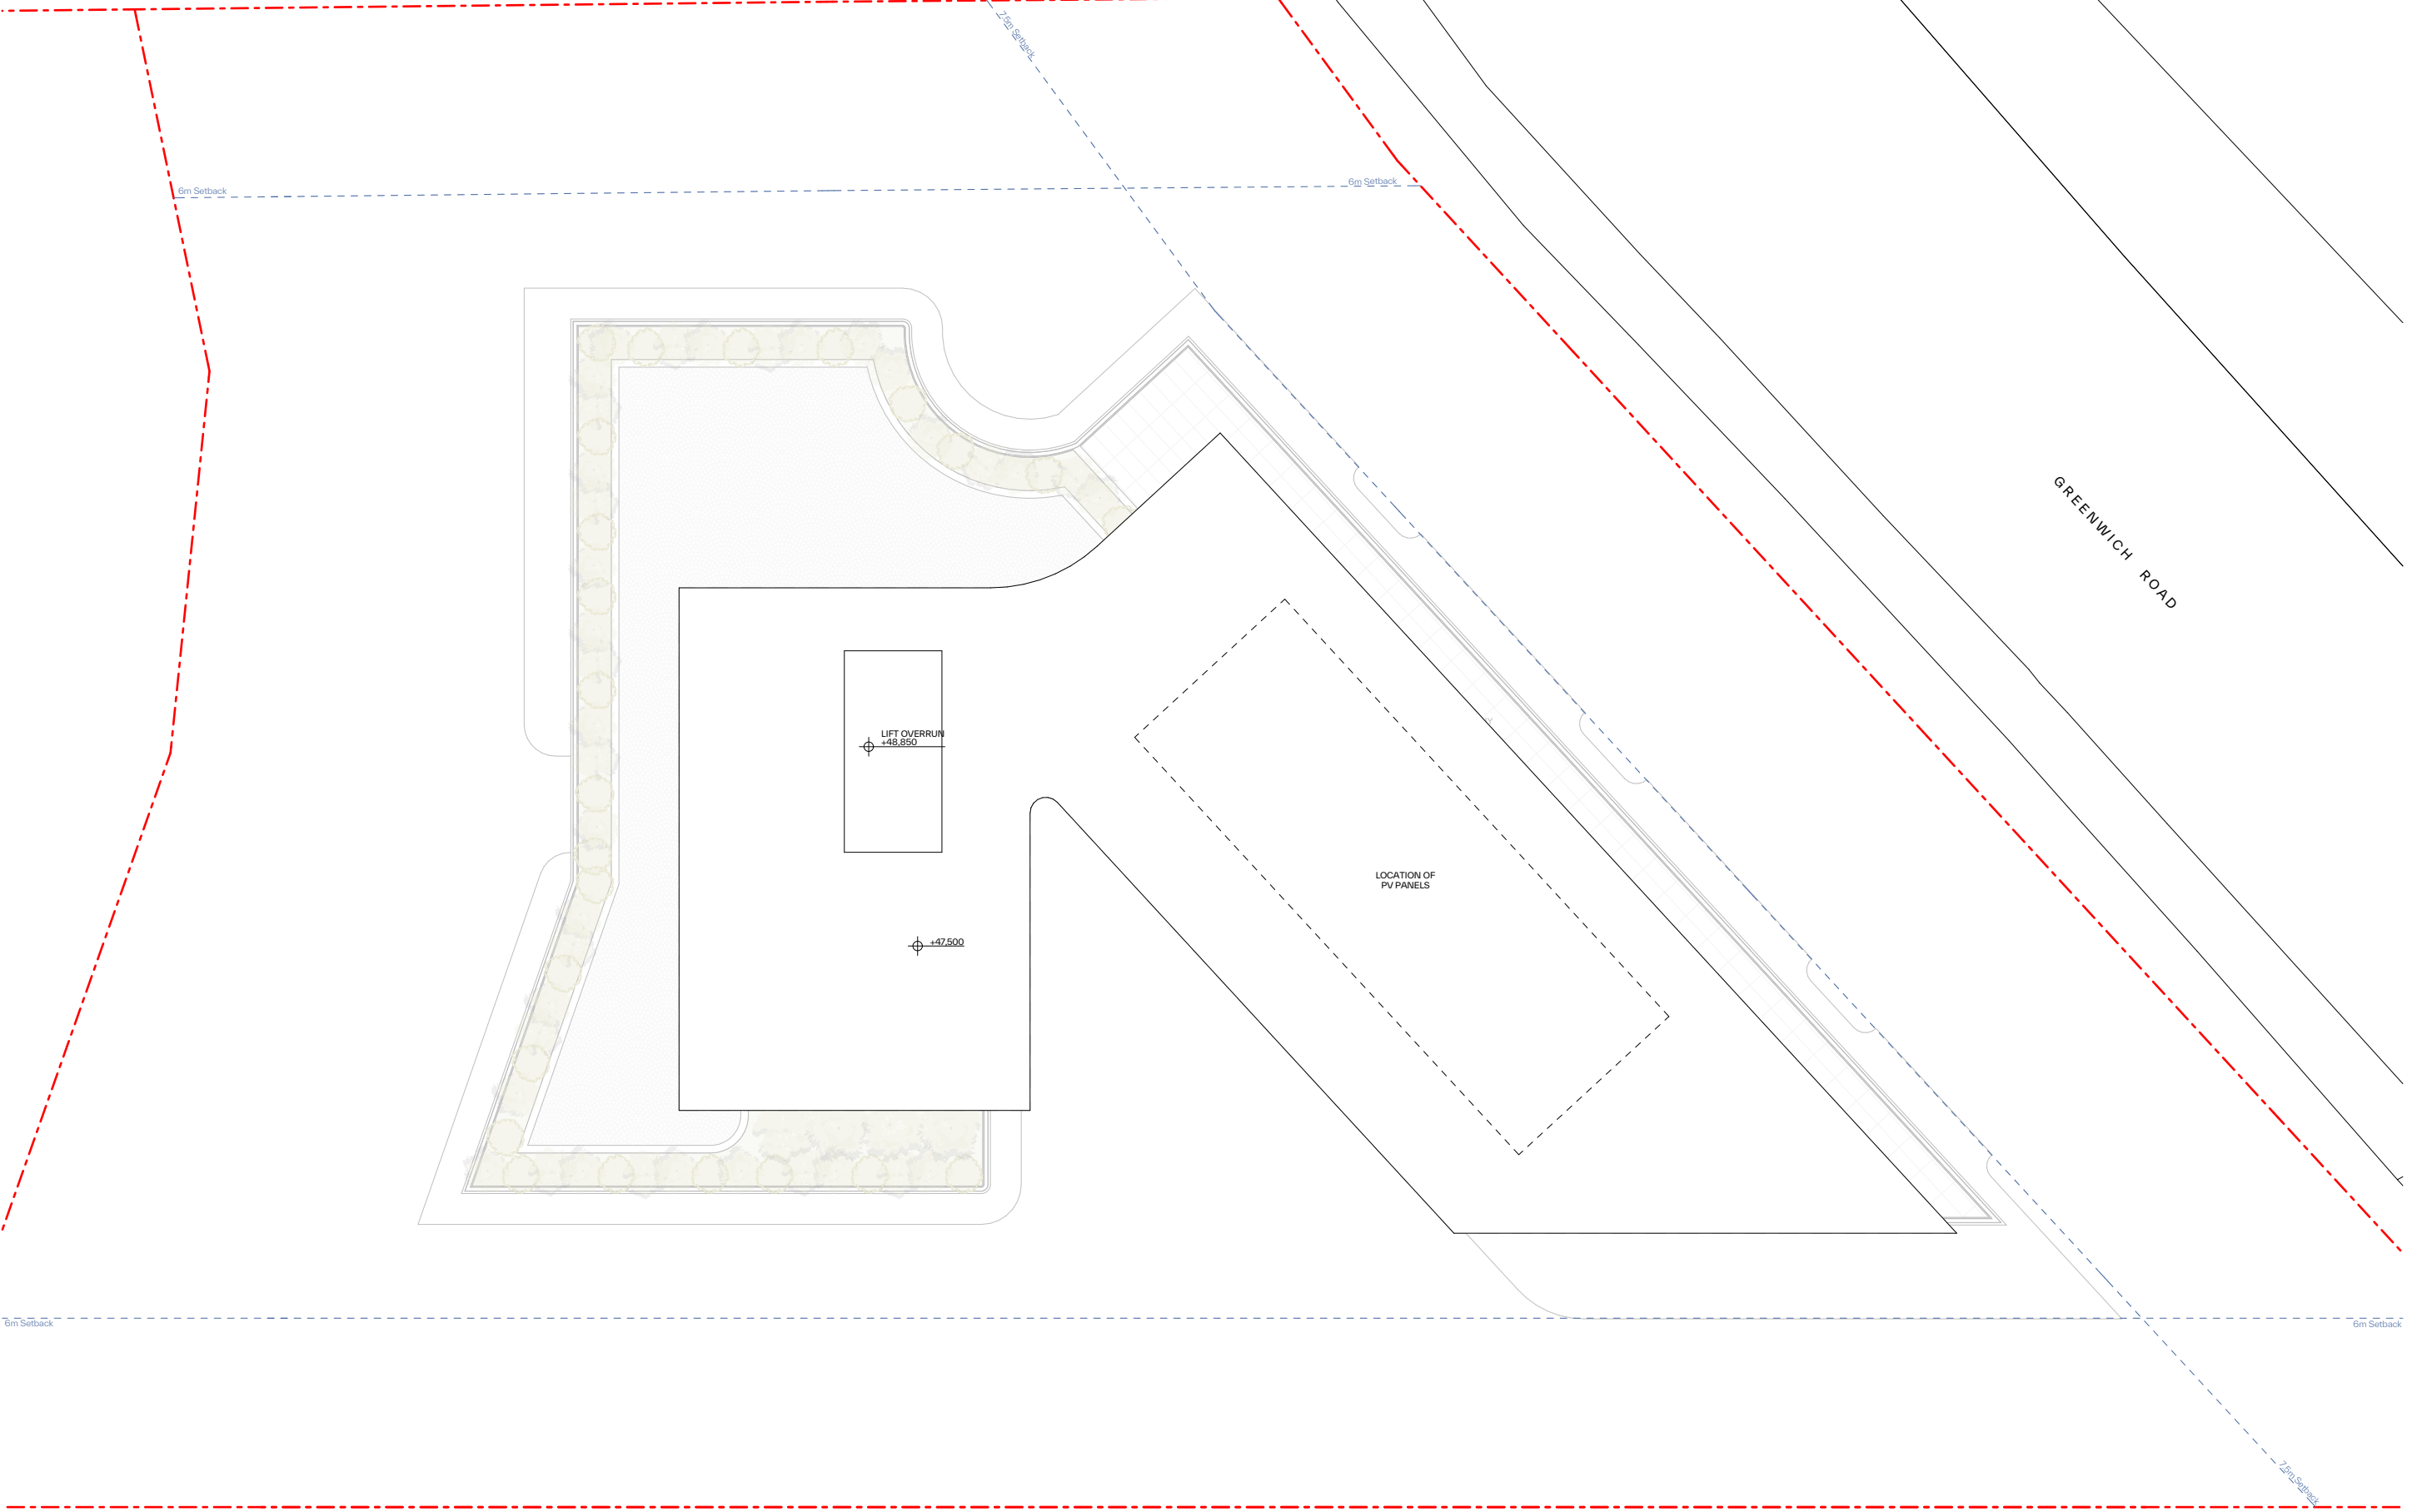 7.5m Setback
6m Setback
6m Setback
GREENWICH ROAD
LIFT OVERRUN
+48,850
LOCATION OF
PV PANELS
+47,500
6m Setback
6m Setback
7.5m Setback